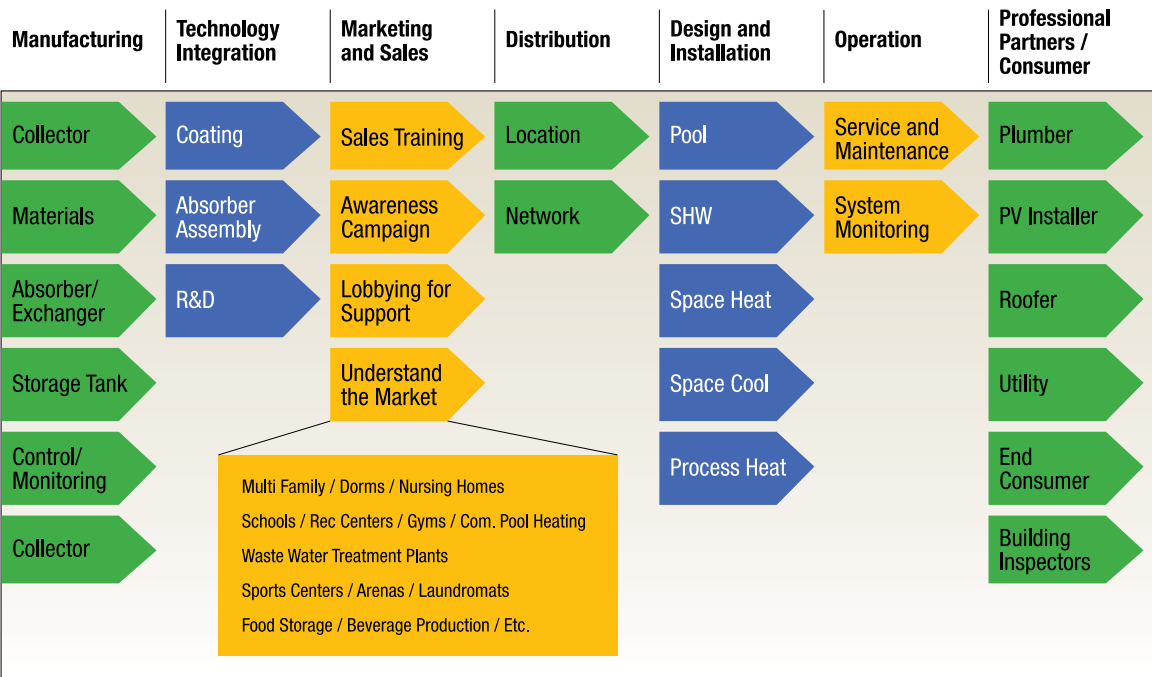 Manufacturing
Technology
Integration
Marketing
and Sales
Distribution
Design and
Installation
Operation
Professional
Partners /
Consumer
Collector
Materials
Absorber/
Exchanger
Storage Tank
Control/
Monitoring
Collector
Coating
Absorber
Assembly
R&D
Sales Training
Awareness
Campaign
Lobbying for
Support
Understand
the Market
Multi Family / Dorms / Nursing Homes
Schools / Rec Centers / Gyms / Com. Pool Heating
Waste Water Treatment Plants
Sports Centers / Arenas / Laundromats
Food Storage / Beverage Production / Etc.
Location
Network
Pool
SHW
Space Heat
Space Cool
Process Heat
Service and
Maintenance
System
Monitoring
Plumber
PV Installer
Roofer
Utility
End
Consumer
Building
Inspectors